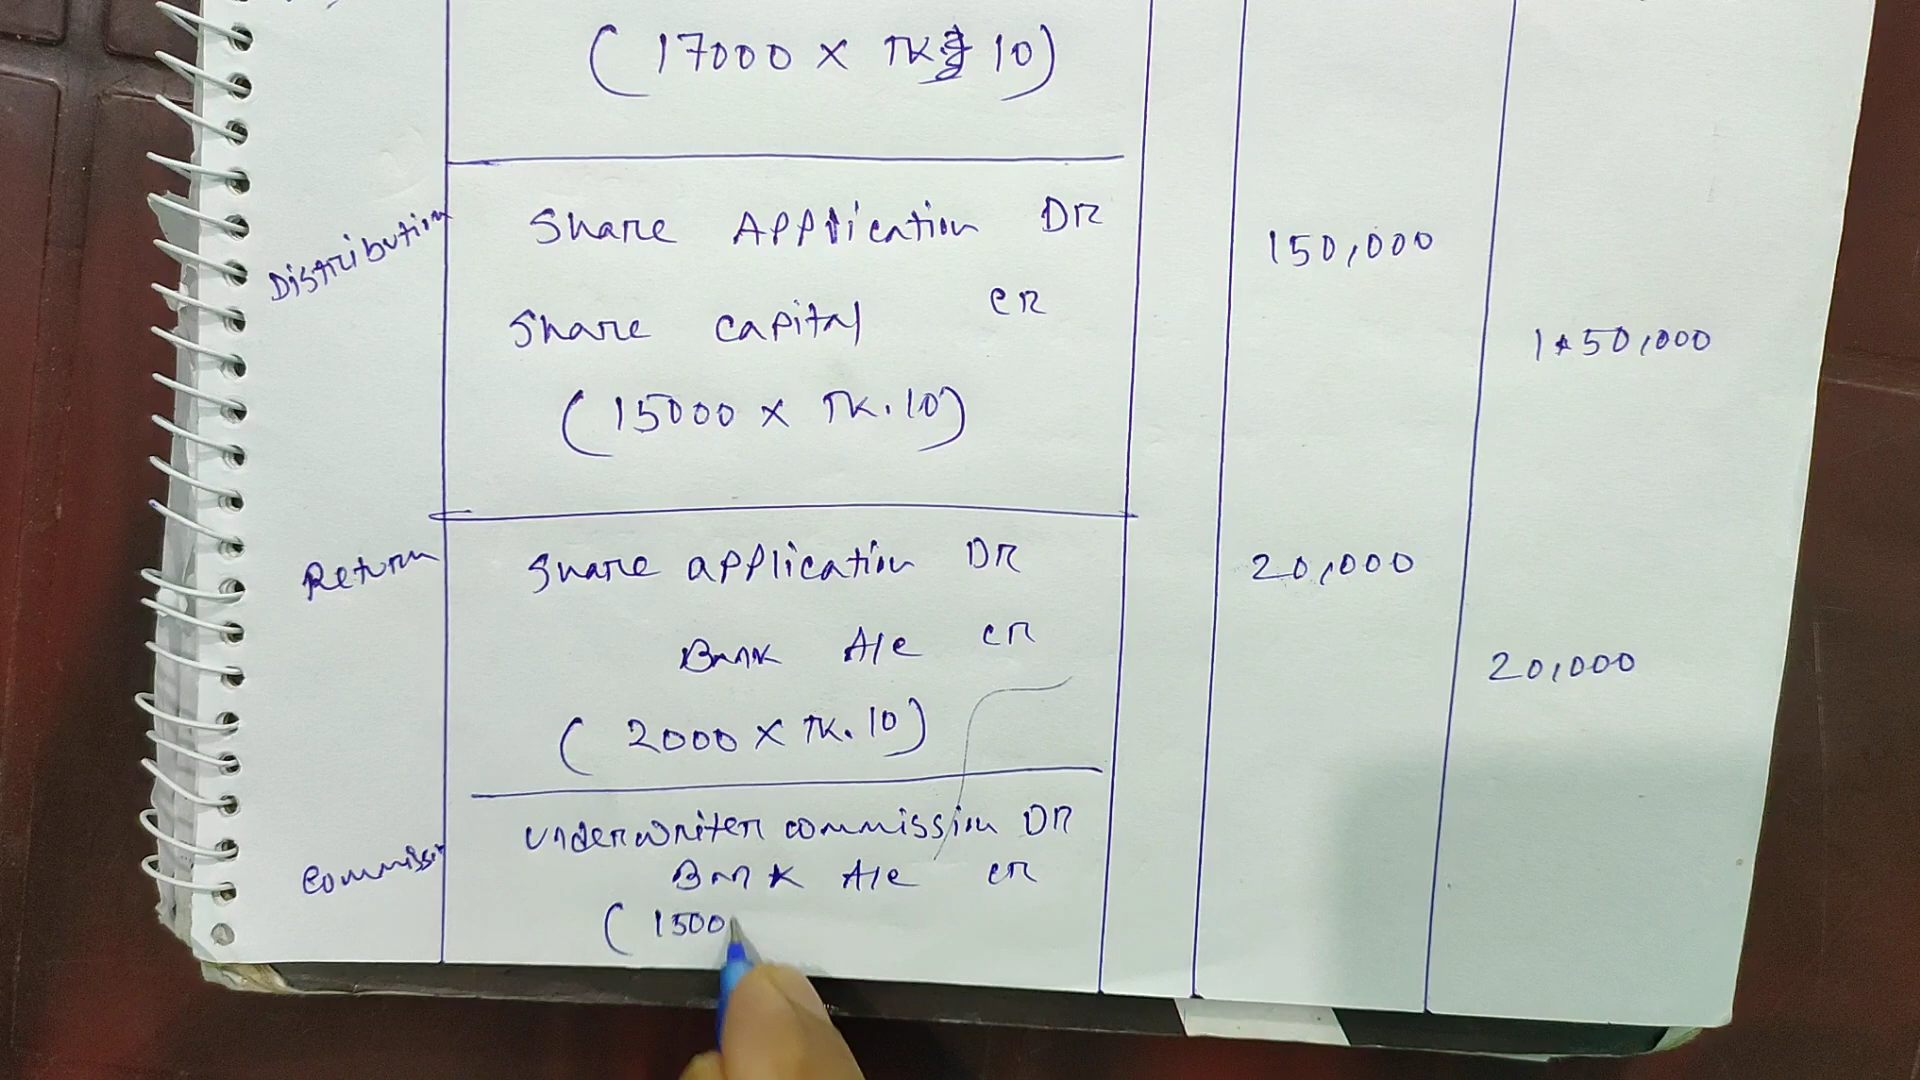 (17000 × TK 10)
Distribution
Share Application DR
150,000
Share capital CR
150,000
(15000 × TK. 10)
Return
Share application DR
20,000
Bank A/c CR
20,000
(2000 × TK. 10)
Commissi
Underwriter commission DR
Bank A/c CR
(1500